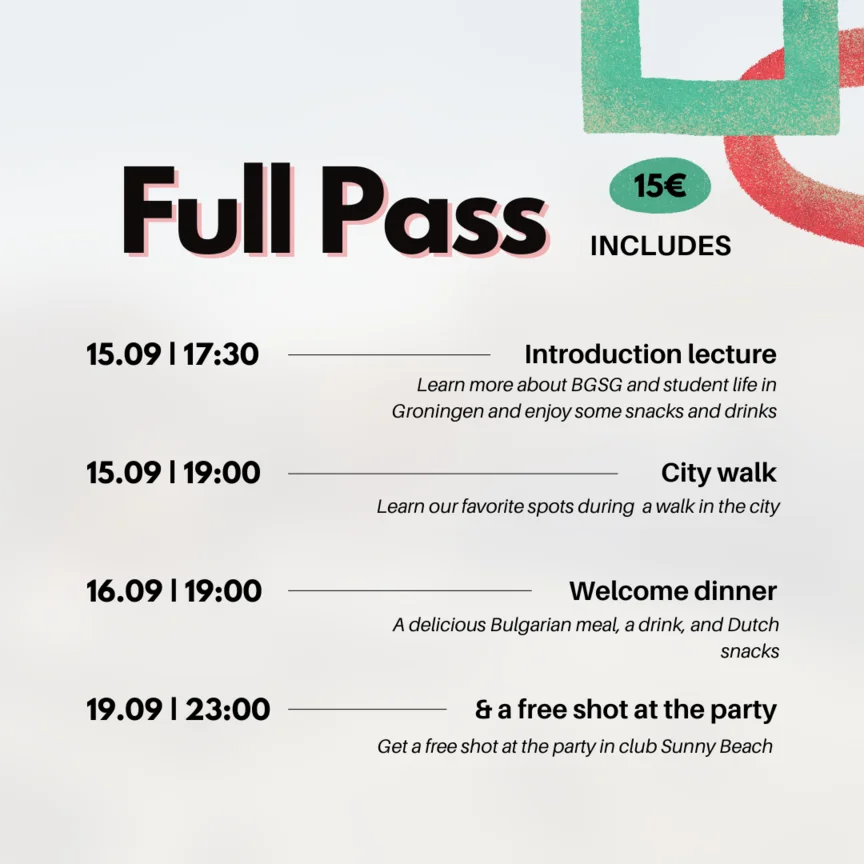 Full Pass
15€
INCLUDES
15.09 | 17:30
Introduction lecture
Learn more about BGSG and student life in
Groningen and enjoy some snacks and drinks
15.09 | 19:00
City walk
Learn our favorite spots during a walk in the city
16.09 | 19:00
Welcome dinner
A delicious Bulgarian meal, a drink, and Dutch
snacks
19.09 | 23:00
& a free shot at the party
Get a free shot at the party in club Sunny Beach